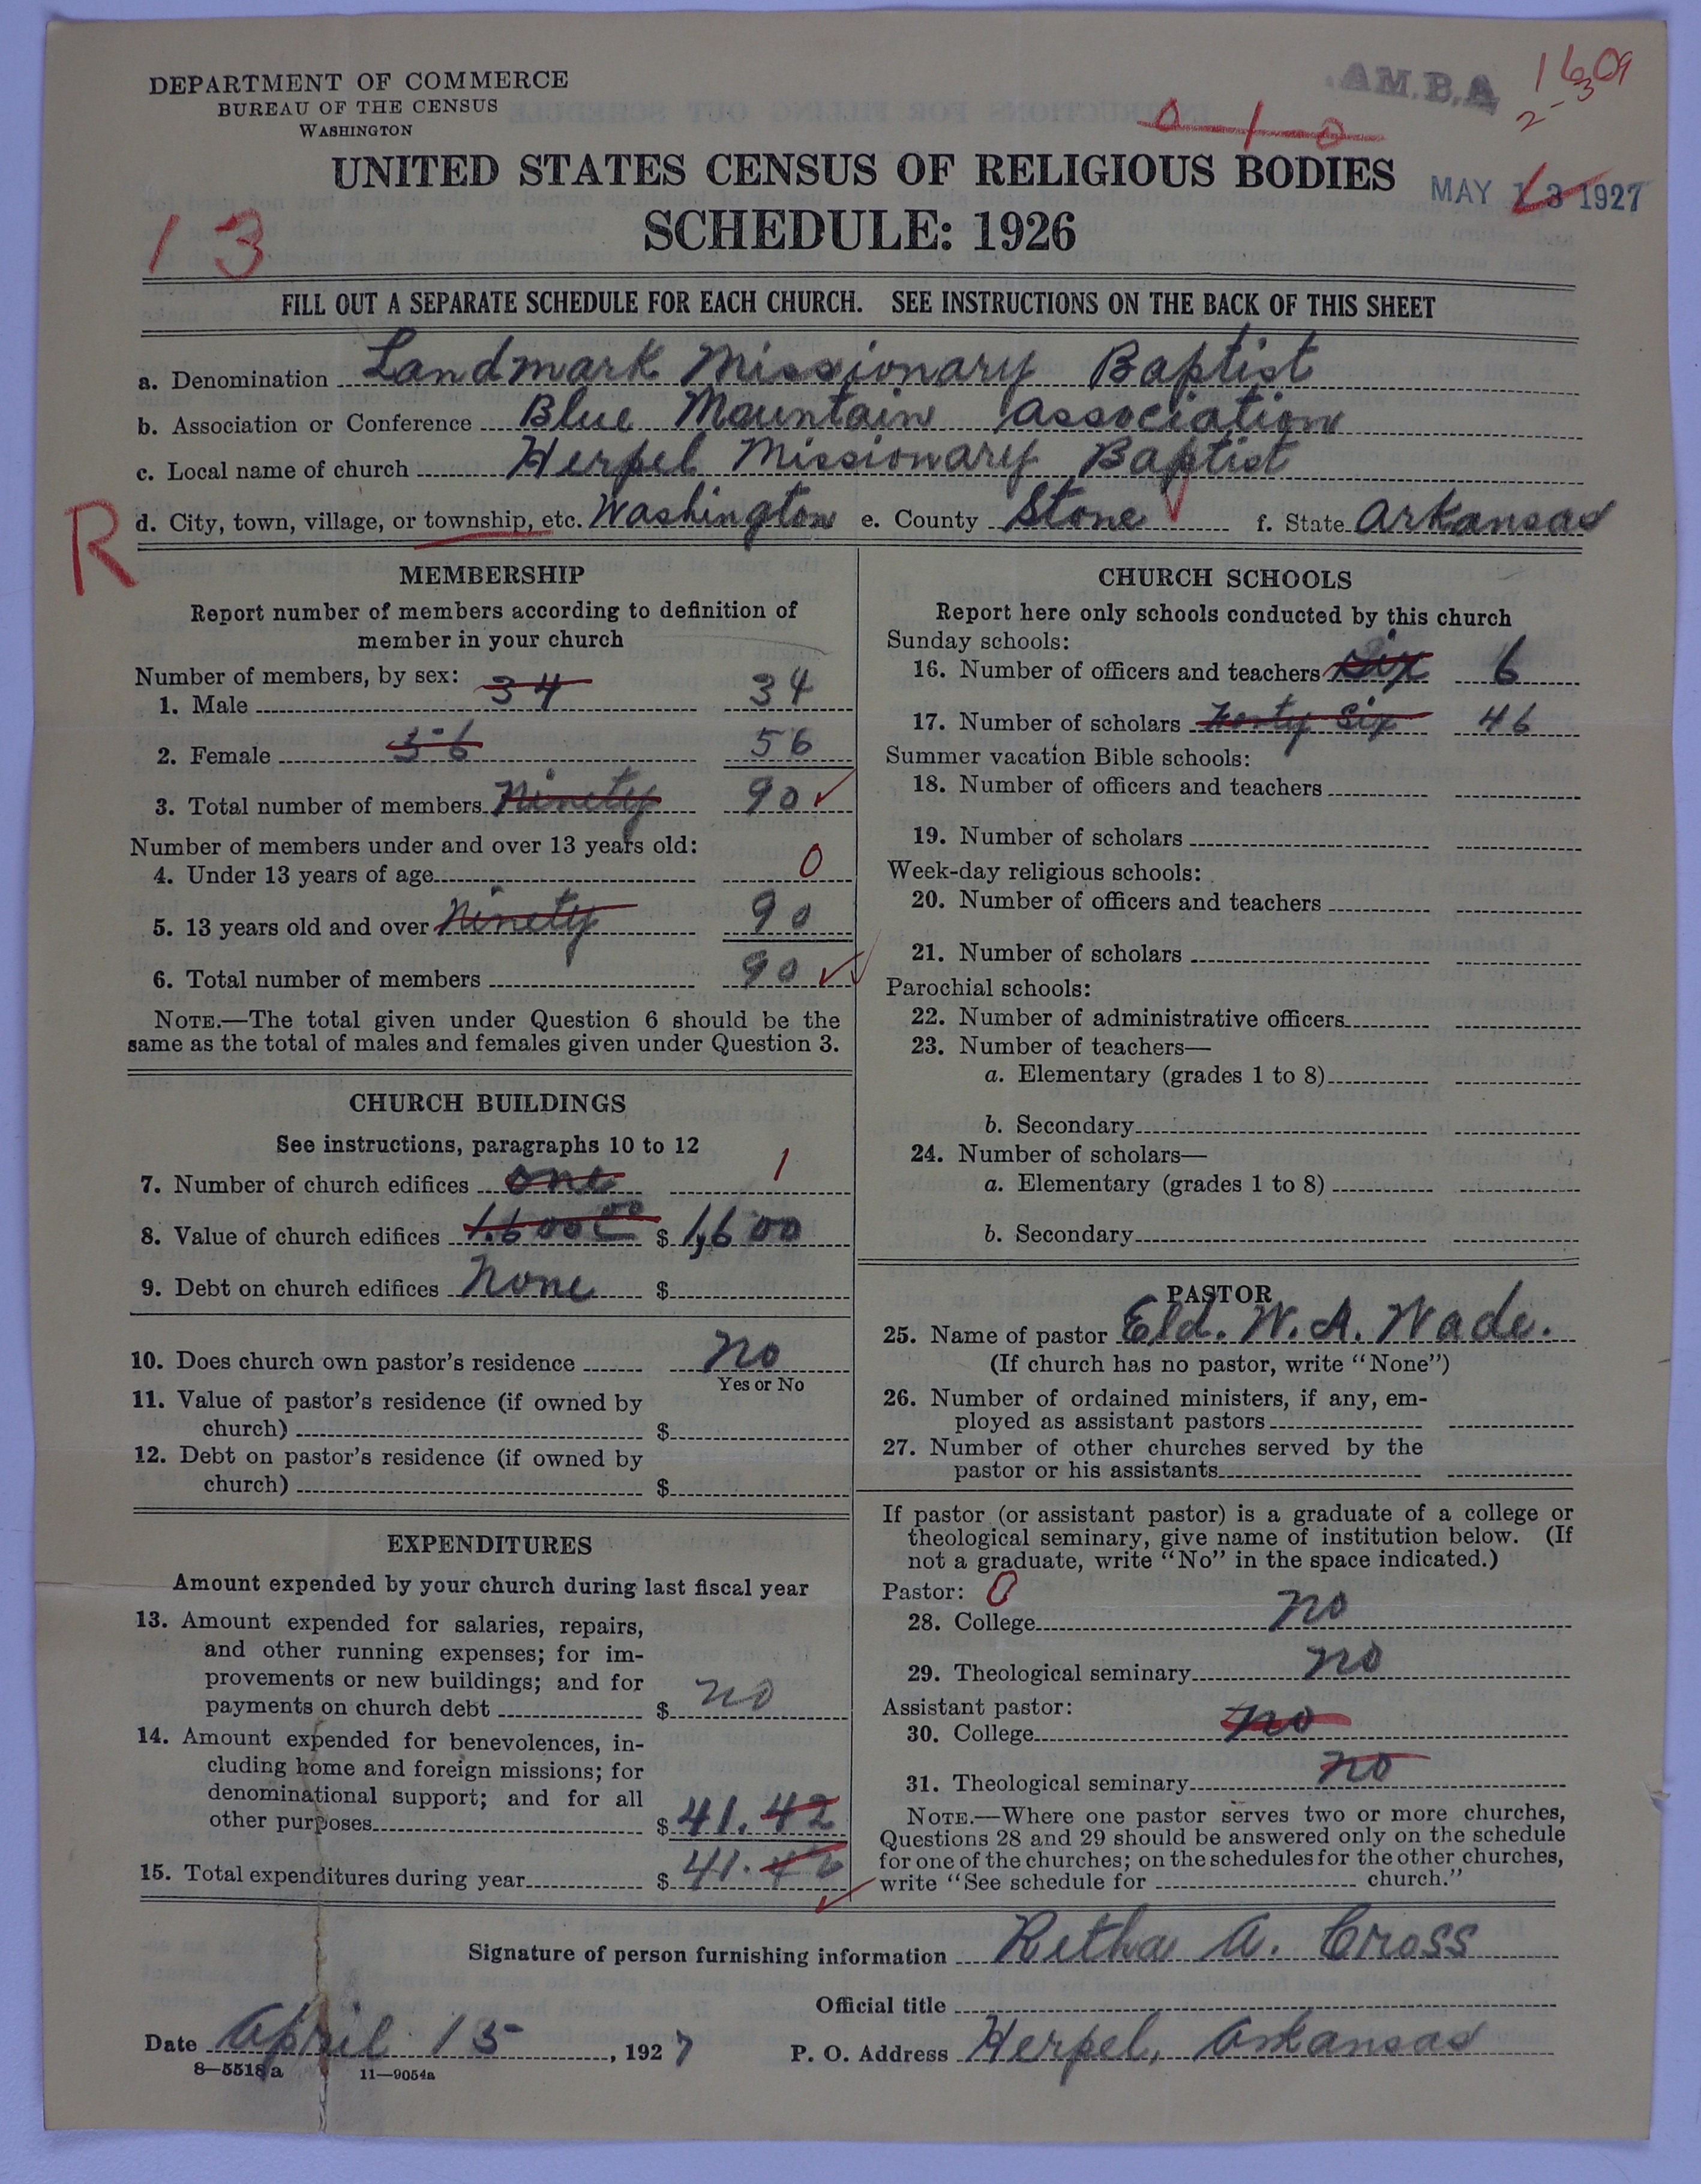 DEPARTMENT OF COMMERCE
BUREAU OF THE CENSUS
WASHINGTON
A.M.B.A
1609
2-3
0-1-0
UNITED STATES CENSUS OF RELIGIOUS BODIES
MAY 13 1927
SCHEDULE: 1926
13
FILL OUT A SEPARATE SCHEDULE FOR EACH CHURCH. SEE INSTRUCTIONS ON THE BACK OF THIS SHEET
a. Denomination Landmark Missionary Baptist
b. Association or Conference Blue Mountain Association
c. Local name of church Herpel Missionary Baptist
R
d. City, town, village, or township, etc. Washington e. County Stone f. State Arkansas
MEMBERSHIP
Report number of members according to definition of
member in your church
Number of members, by sex:
1. Male 34 34
2. Female 56 56
3. Total number of members Ninety 90
Number of members under and over 13 years old:
4. Under 13 years of age 0
5. 13 years old and over Ninety 90
6. Total number of members 90
NOTE.—The total given under Question 6 should be the
same as the total of males and females given under Question 3.
CHURCH BUILDINGS
See instructions, paragraphs 10 to 12
7. Number of church edifices one 1
8. Value of church edifices 1.600 00 $ 1,600
9. Debt on church edifices None $
10. Does church own pastor's residence no
Yes or No
11. Value of pastor's residence (if owned by
church) $
12. Debt on pastor's residence (if owned by
church) $
EXPENDITURES
Amount expended by your church during last fiscal year
13. Amount expended for salaries, repairs,
and other running expenses; for im-
provements or new buildings; and for
payments on church debt $ no
14. Amount expended for benevolences, in-
cluding home and foreign missions; for
denominational support; and for all
other purposes $ 41.42
15. Total expenditures during year $ 41.42
CHURCH SCHOOLS
Report here only schools conducted by this church
Sunday schools:
16. Number of officers and teachers Six 6
17. Number of scholars Forty Six 46
Summer vacation Bible schools:
18. Number of officers and teachers
19. Number of scholars
Week-day religious schools:
20. Number of officers and teachers
21. Number of scholars
Parochial schools:
22. Number of administrative officers
23. Number of teachers—
a. Elementary (grades 1 to 8)
b. Secondary
24. Number of scholars—
a. Elementary (grades 1 to 8)
b. Secondary
PASTOR
25. Name of pastor Eld. W. A. Wade.
(If church has no pastor, write "None")
26. Number of ordained ministers, if any, em-
ployed as assistant pastors
27. Number of other churches served by the
pastor or his assistants
If pastor (or assistant pastor) is a graduate of a college or
theological seminary, give name of institution below. (If
not a graduate, write "No" in the space indicated.)
Pastor: 0
28. College no
29. Theological seminary no
Assistant pastor:
30. College no
31. Theological seminary no
NOTE.—Where one pastor serves two or more churches,
Questions 28 and 29 should be answered only on the schedule
for one of the churches; on the schedules for the other churches,
write "See schedule for church."
Signature of person furnishing information Retha A. Cross
Official title
Date April 15, 1927 P. O. Address Herpel, Arkansas
8—5518a 11—9054a